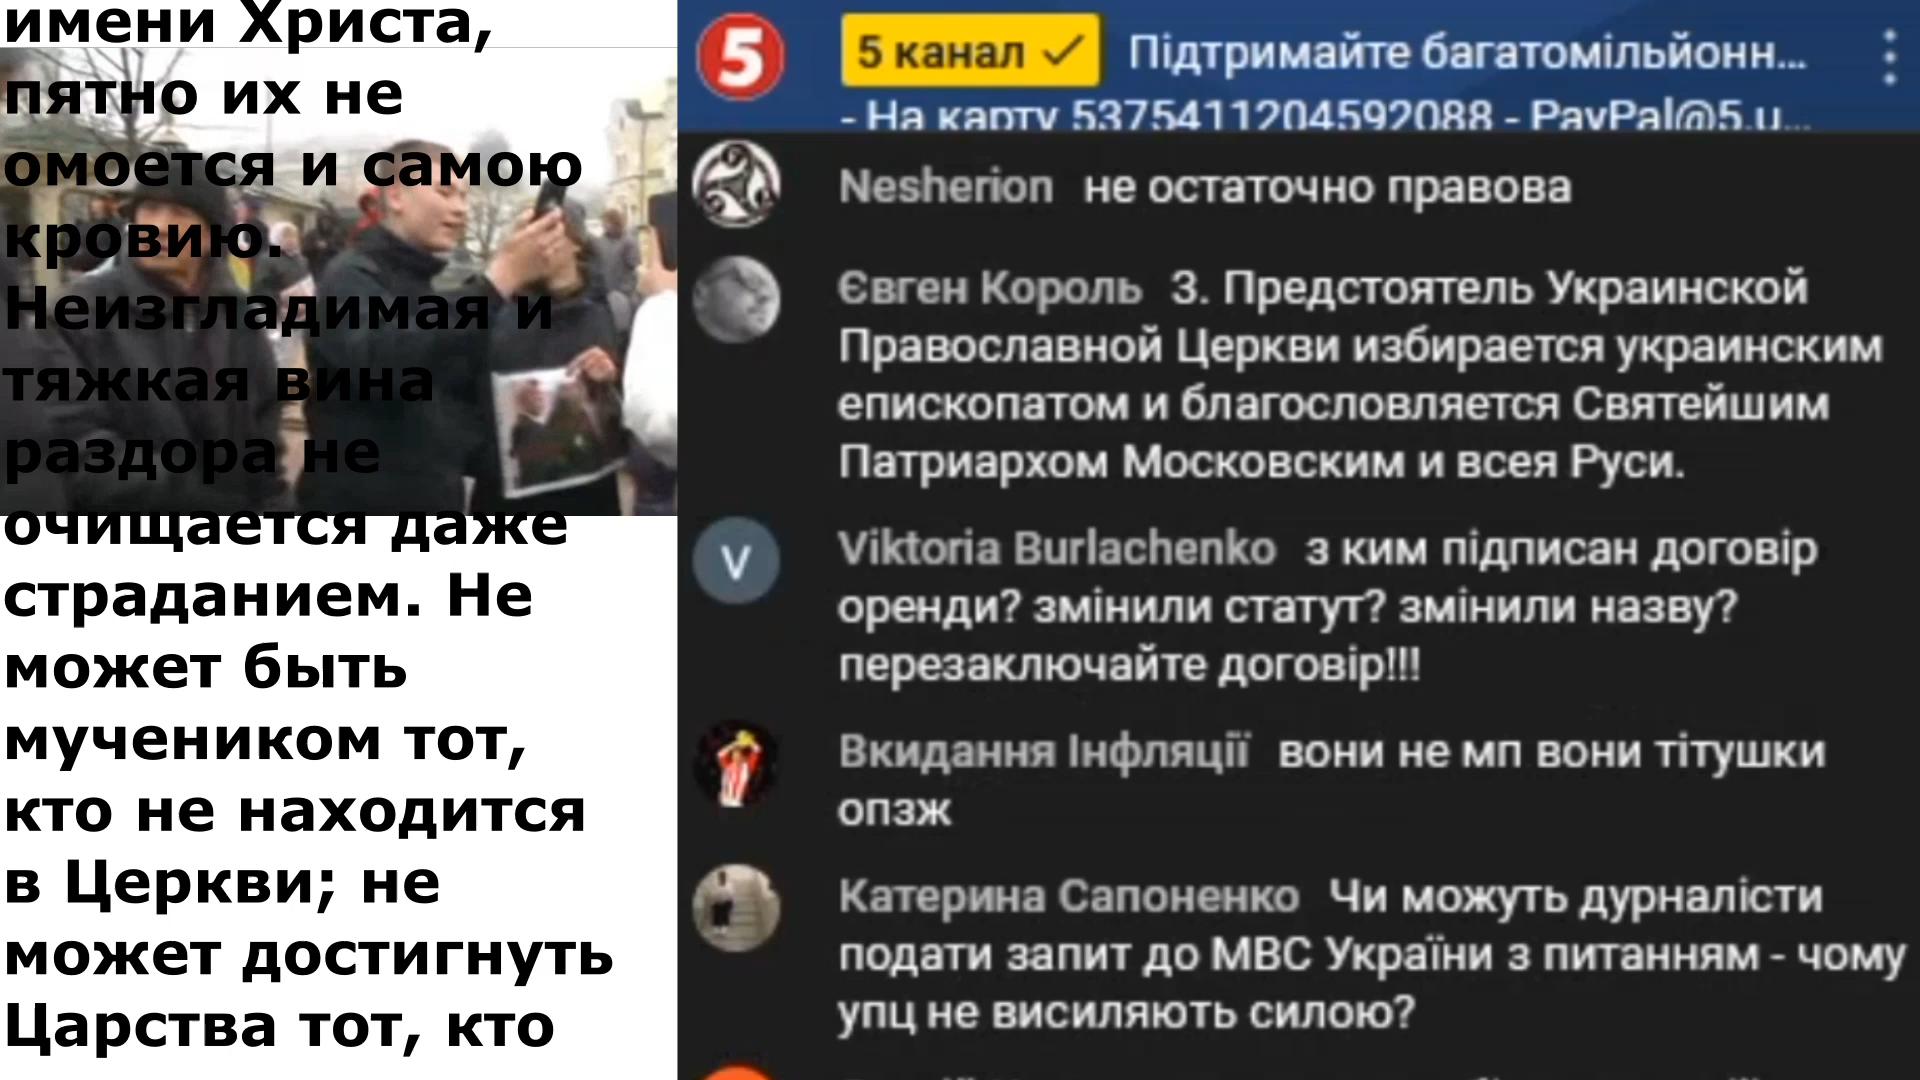 имени Христа,
пятно их не
омоется и самою
кровию.
Неизгладимая и
тяжкая вина
раздора не
очищается даже
страданием. Не
может быть
мучеником тот,
кто не находится
в Церкви; не
может достигнуть
Царства тот, кто
5
5 канал Підтримайте багатомільйонн...
- На карту 5375411204592088 - PayPal@5.u...
Nesherion не остаточно правова
Євген Король 3. Предстоятель Украинской
Православной Церкви избирается украинским
епископатом и благословляется Святейшим
Патриархом Московским и всея Руси.
V
Viktoria Burlachenko з ким підписан договір
оренди? змінили статут? змінили назву?
перезаключайте договір!!!
Вкидання Інфляції вони не мп вони тітушки
опзж
Катерина Сапоненко Чи можуть дурналісти
подати запит до МВС України з питанням - чому
упц не висиляють силою?